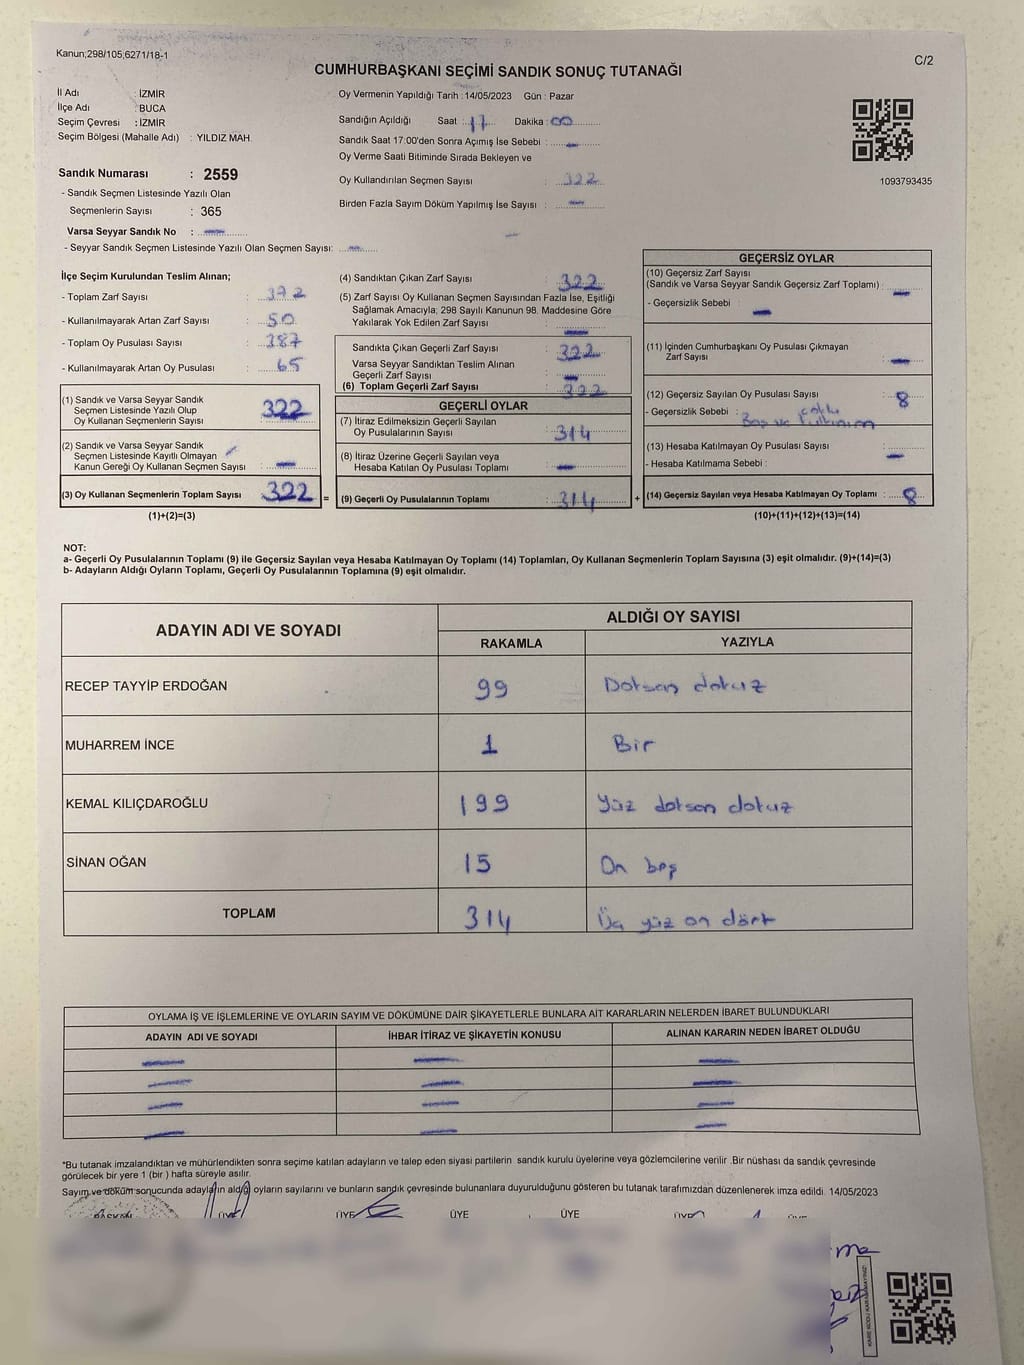 Kanun;298/105;6271/18-1
C/2
CUMHURBAŞKANI SEÇİMİ SANDIK SONUÇ TUTANAĞI
İl Adı : İZMİR
İlçe Adı : BUCA
Seçim Çevresi : İZMİR
Seçim Bölgesi (Mahalle Adı) : YILDIZ MAH.
Oy Vermenin Yapıldığı Tarih :14/05/2023 Gün : Pazar
Sandığın Açıldığı Saat : 17 Dakika : 00
Sandık Saat 17:00'den Sonra Açımış İse Sebebi : —
Oy Verme Saati Bitiminde Sırada Bekleyen ve
Oy Kullandırılan Seçmen Sayısı : 322
Birden Fazla Sayım Döküm Yapılmış İse Sayısı : —
1093793435
Sandık Numarası : 2559
- Sandık Seçmen Listesinde Yazılı Olan
Seçmenlerin Sayısı : 365
Varsa Seyyar Sandık No : —
- Seyyar Sandık Seçmen Listesinde Yazılı Olan Seçmen Sayısı: —
İlçe Seçim Kurulundan Teslim Alınan;
- Toplam Zarf Sayısı : 372
- Kullanılmayarak Artan Zarf Sayısı : 50
- Toplam Oy Pusulası Sayısı : 387
- Kullanılmayarak Artan Oy Pusulası : 65
(1) Sandık ve Varsa Seyyar Sandık
Seçmen Listesinde Yazılı Olup
Oy Kullanan Seçmenlerin Sayısı 322
(2) Sandık ve Varsa Seyyar Sandık
Seçmen Listesinde Kayıtlı Olmayan
Kanun Gereği Oy Kullanan Seçmen Sayısı —
(3) Oy Kullanan Seçmenlerin Toplam Sayısı 322 =
(1)+(2)=(3)
(4) Sandıktan Çıkan Zarf Sayısı : 322
(5) Zarf Sayısı Oy Kullanan Seçmen Sayısından Fazla İse, Eşitliği
Sağlamak Amacıyla; 298 Sayılı Kanunun 98. Maddesine Göre
Yakılarak Yok Edilen Zarf Sayısı : —
Sandıkta Çıkan Geçerli Zarf Sayısı : 322
Varsa Seyyar Sandıktan Teslim Alınan
Geçerli Zarf Sayısı : —
(6) Toplam Geçerli Zarf Sayısı : 322
GEÇERLİ OYLAR
(7) İtiraz Edilmeksizin Geçerli Sayılan
Oy Pusulalarının Sayısı : 314
(8) İtiraz Üzerine Geçerli Sayılan veya
Hesaba Katılan Oy Pusulası Toplamı : —
(9) Geçerli Oy Pusulalarının Toplamı : 314 +
GEÇERSİZ OYLAR
(10) Geçersiz Zarf Sayısı
(Sandık ve Varsa Seyyar Sandık Geçersiz Zarf Toplamı) : —
- Geçersizlik Sebebi : —
(11) İçinden Cumhurbaşkanı Oy Pusulası Çıkmayan
Zarf Sayısı : —
(12) Geçersiz Sayılan Oy Pusulası Sayısı : 8
- Geçersizlik Sebebi : Boş ve
(13) Hesaba Katılmayan Oy Pusulası Sayısı : —
- Hesaba Katılmama Sebebi :
(14) Geçersiz Sayılan veya Hesaba Katılmayan Oy Toplamı : 8
(10)+(11)+(12)+(13)=(14)
NOT:
a- Geçerli Oy Pusulalarının Toplamı (9) ile Geçersiz Sayılan veya Hesaba Katılmayan Oy Toplamı (14) Toplamları, Oy Kullanan Seçmenlerin Toplam Sayısına (3) eşit olmalıdır. (9)+(14)=(3)
b- Adayların Aldığı Oyların Toplamı, Geçerli Oy Pusulalarının Toplamına (9) eşit olmalıdır.
ADAYIN ADI VE SOYADI ALDIĞI OY SAYISI
RAKAMLA YAZIYLA
RECEP TAYYİP ERDOĞAN 99 Doksan dokuz
MUHARREM İNCE 1 Bir
KEMAL KILIÇDAROĞLU 199 Yüz doksan dokuz
SİNAN OĞAN 15 On beş
TOPLAM 314 Üç yüz on dört
OYLAMA İŞ VE İŞLEMLERİNE VE OYLARIN SAYIM VE DÖKÜMÜNE DAİR ŞİKAYETLERLE BUNLARA AİT KARARLARIN NELERDEN İBARET BULUNDUKLARI
ADAYIN ADI VE SOYADI İHBAR İTİRAZ VE ŞİKAYETİN KONUSU ALINAN KARARIN NEDEN İBARET OLDUĞU
*Bu tutanak imzalandıktan ve mühürlendikten sonra seçime katılan adayların ve talep eden siyasi partilerin sandık kurulu üyelerine veya gözlemcilerine verilir .Bir nüshası da sandık çevresinde
görülecek bir yere 1 (bir ) hafta süreyle asılır.
Sayım ve döküm sonucunda adayların aldığı oyların sayılarını ve bunların sandık çevresinde bulunanlara duyurulduğunu gösteren bu tutanak tarafımızdan düzenlenerek imza edildi. 14/05/2023
BAŞKAN ÜYE ÜYE ÜYE ÜYE ÜYE ÜYE